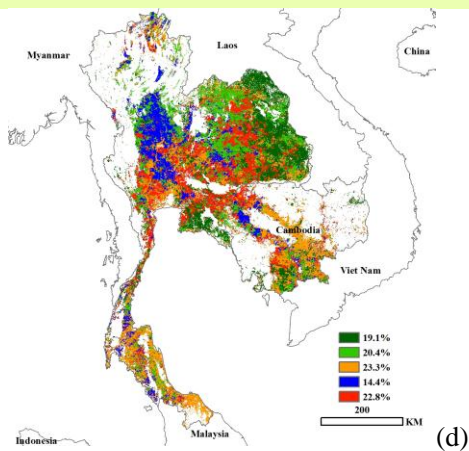 Myanmar
Laos
China
Cambodia
Viet Nam
19.1%
20.4%
23.3%
14.4%
22.8%
200
KM
Malaysia
Indonesia
(d)